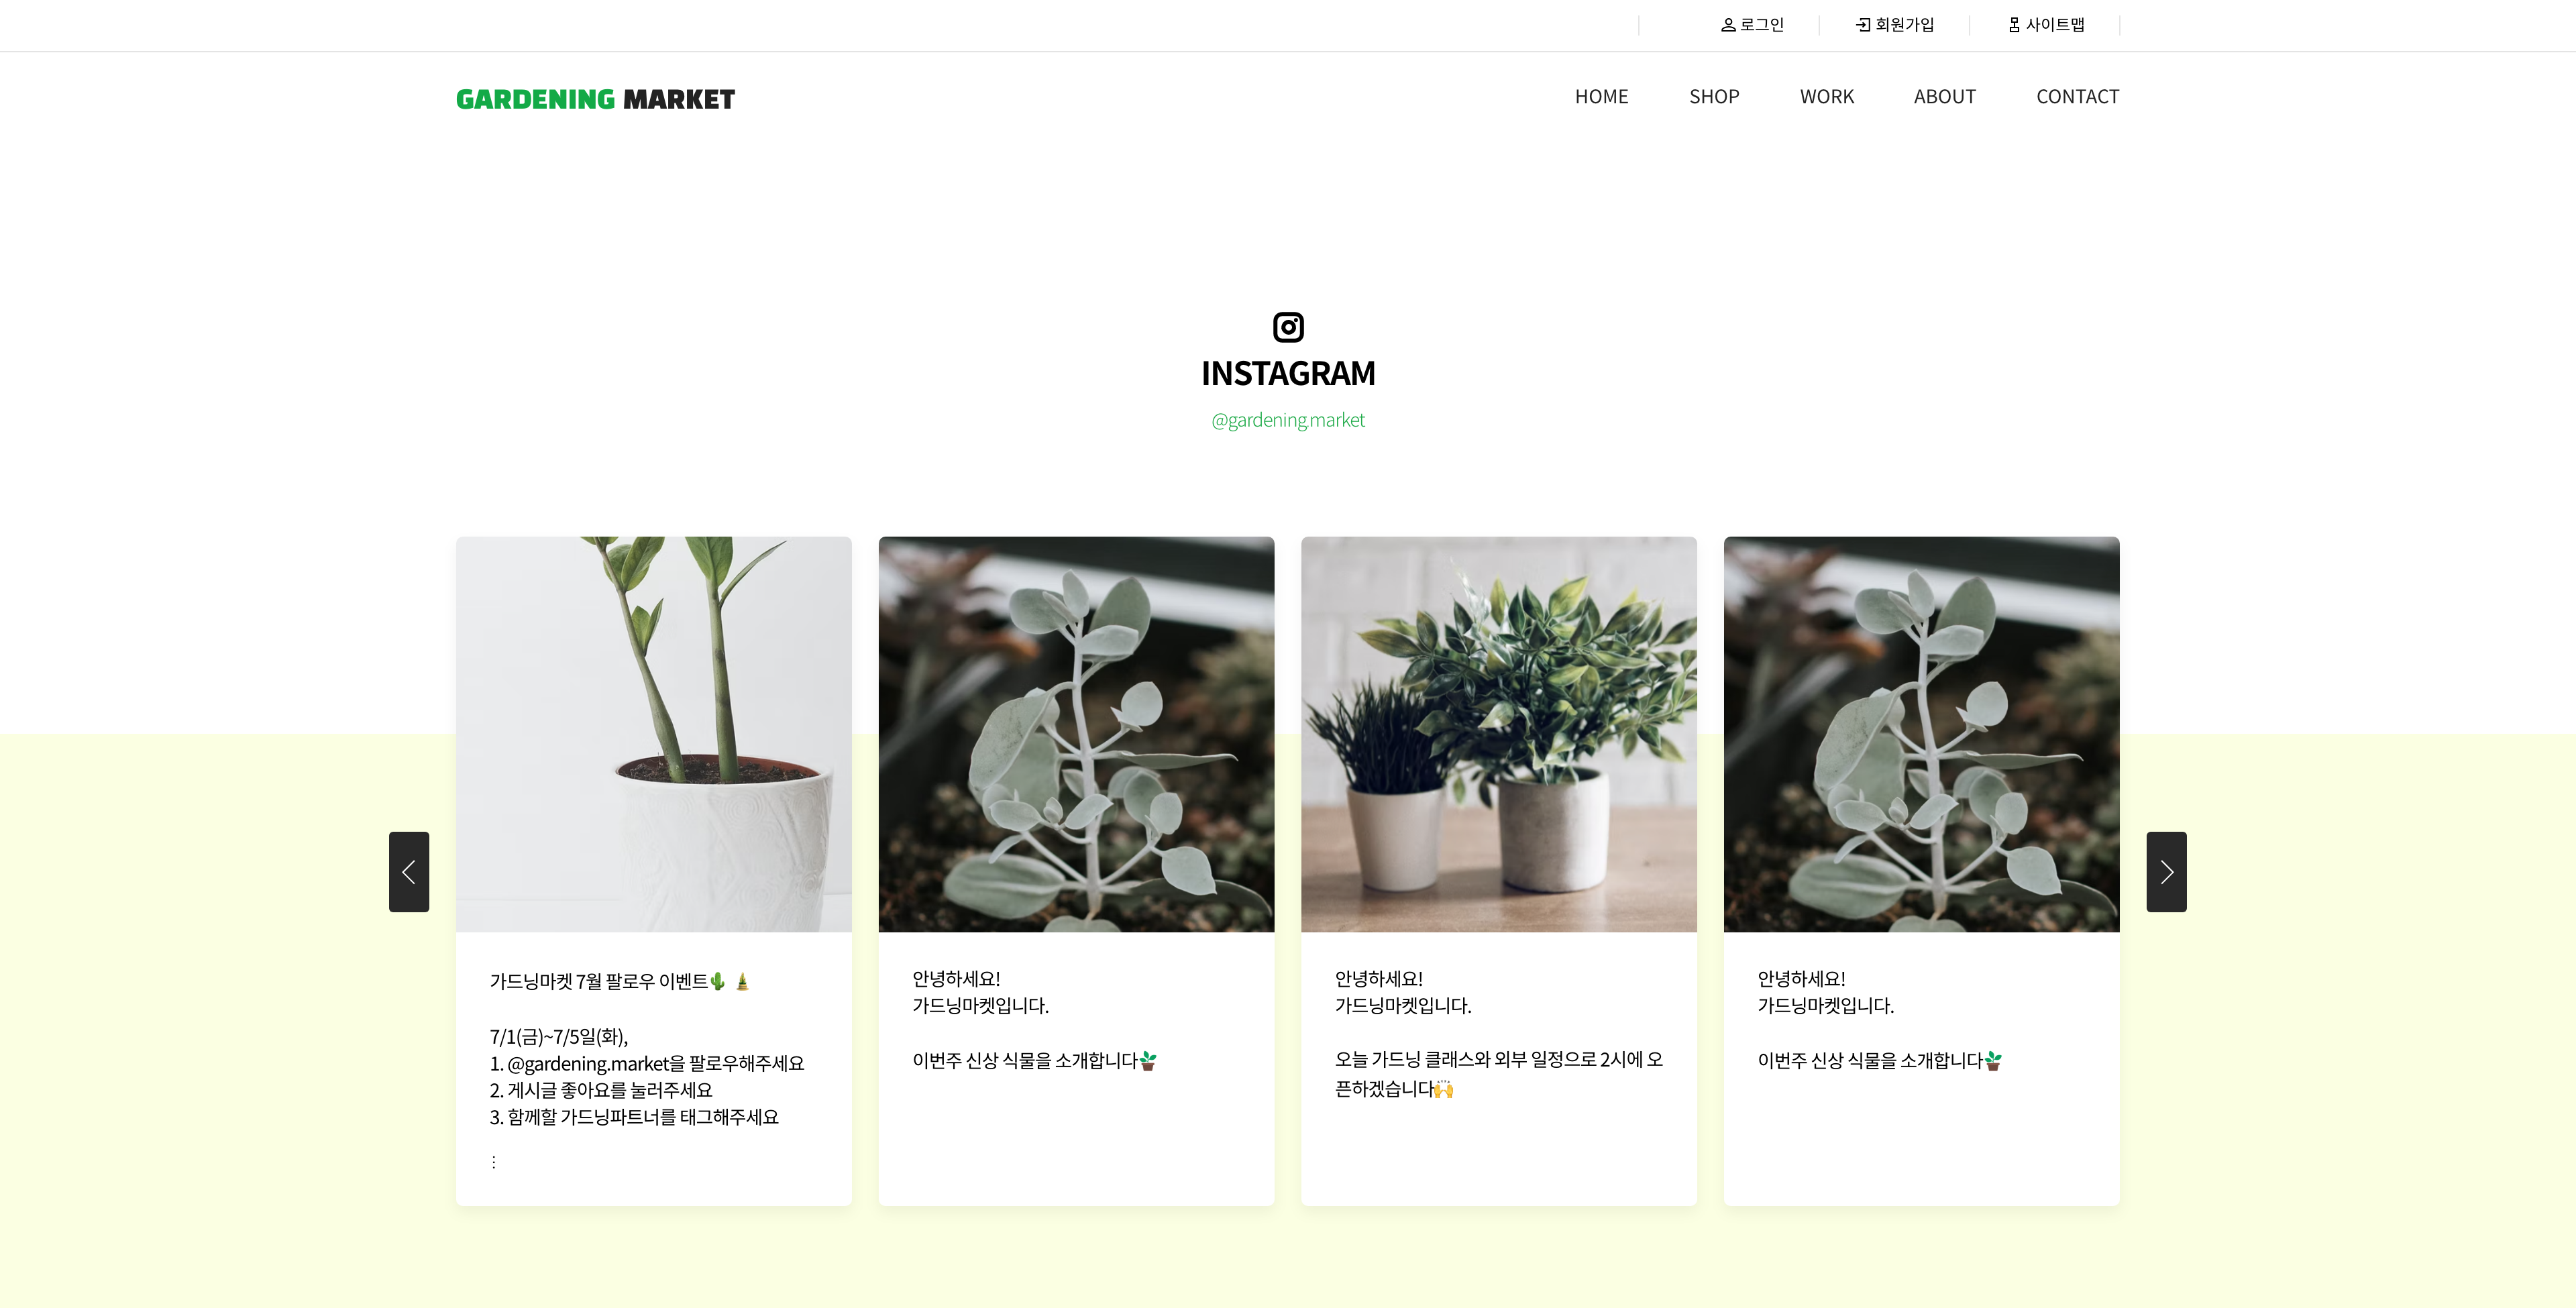 로그인
회원가입
사이트맵
GARDENING MARKET
HOME
SHOP
WORK
ABOUT
CONTACT
INSTAGRAM
@gardening.market
가드닝마켓 7월 팔로우 이벤트🌵 🎍
7/1(금)~7/5일(화),
1. @gardening.market을 팔로우해주세요
2. 게시글 좋아요를 눌러주세요
3. 함께할 가드닝파트너를 태그해주세요
⋮
안녕하세요!
가드닝마켓입니다.
이번주 신상 식물을 소개합니다🪴
안녕하세요!
가드닝마켓입니다.
오늘 가드닝 클래스와 외부 일정으로 2시에 오
픈하겠습니다🙌
안녕하세요!
가드닝마켓입니다.
이번주 신상 식물을 소개합니다🪴